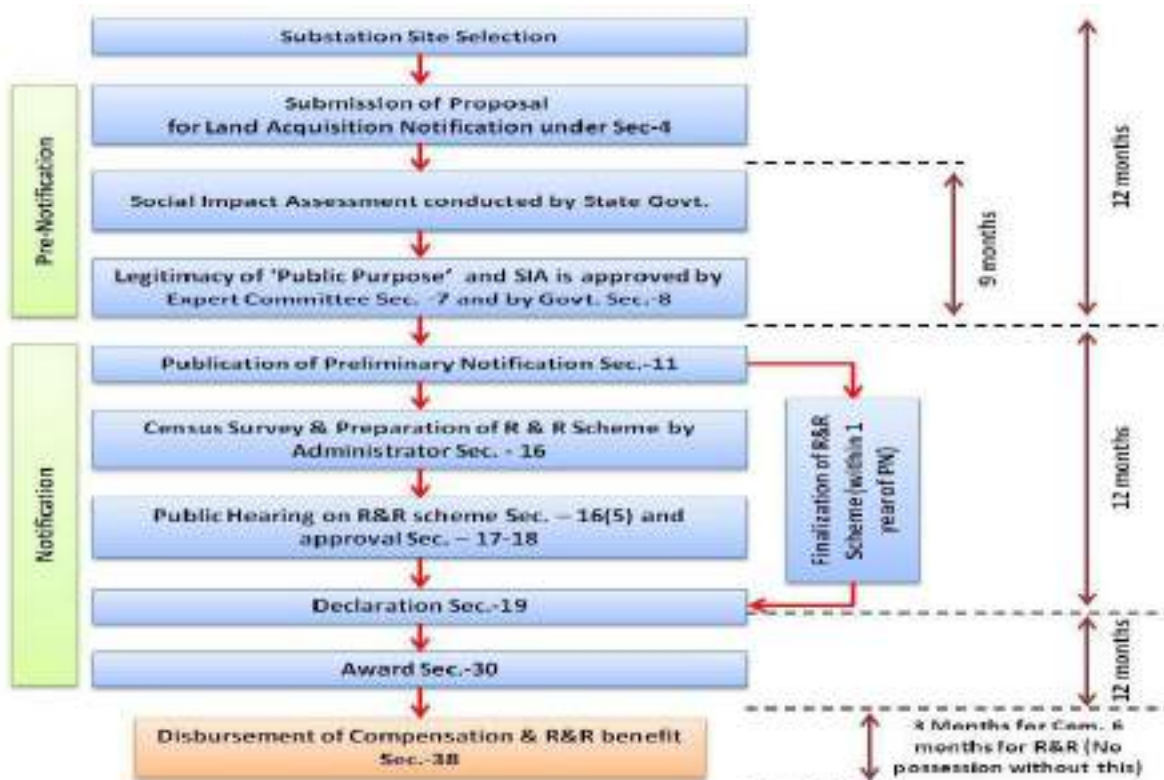 Substation Site Selection
Submission of Proposal
for Land Acquisition Notification under Sec-4
Social Impact Assessment conducted by State Govt.
Legitimacy of 'Public Purpose' and SIA is approved by
Expert Committee Sec. -7 and by Govt. Sec.-8
Pre-Notification
9 months
12 months
Publication of Preliminary Notification Sec.-11
Census Survey & Preparation of R & R Scheme by
Administrator Sec. - 16
Public Hearing on R&R scheme Sec. – 16(5) and
approval Sec. – 17-18
Declaration Sec.-19
Award Sec.-30
Notification
Finalization of R&R
Scheme (within 1
year of PN)
12 months
12 months
Disbursement of Compensation & R&R benefit
Sec.-38
3 Months for Com. 6
months for R&R (No
possession without this)